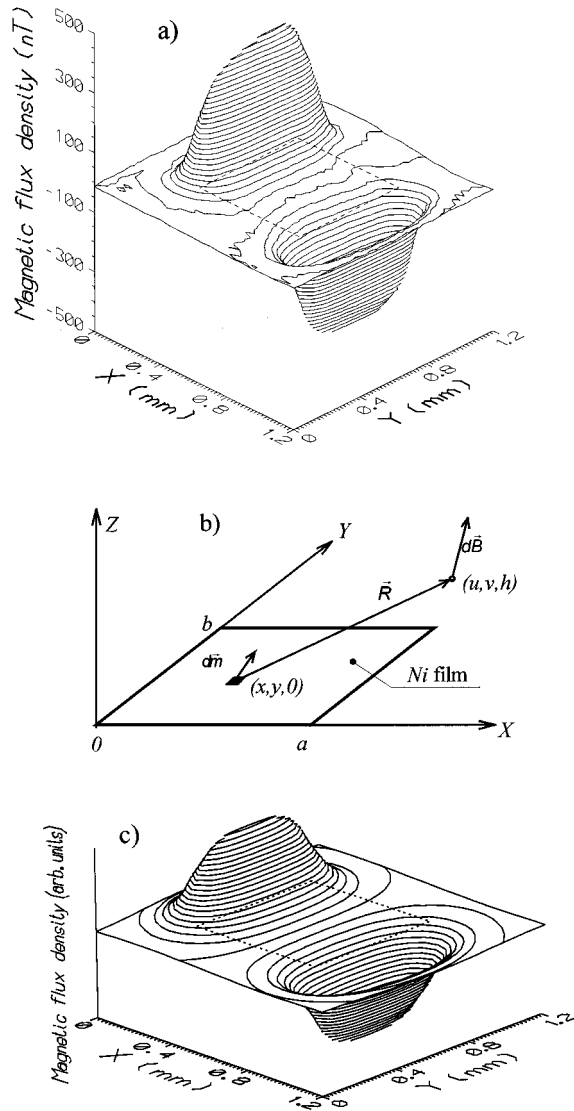 a)
Magnetic flux density (nT)
500
300
100
-100
-300
-500
0
0.4
0.8
1.2
X (mm)
0
0.4
0.8
1.2
Y (mm)
b)
Z
Y
X
b
0
a
dm⃗
(x,y,0)
R⃗
dB⃗
(u,v,h)
Ni film
c)
Magnetic flux density (arb.units)
0
0.4
0.8
1.2
X (mm)
0
0.4
0.8
1.2
Y (mm)